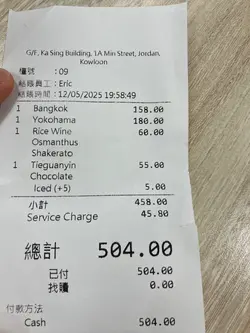 G/F, Ka Sing Building, 1A Min Street, Jordan,
Kowloon
檯號 : 09
結賬員工 : Eric
結賬時間 : 12/05/2025 19:58:49
1 Bangkok 158.00
1 Yokohama 180.00
1 Rice Wine 60.00
Osmanthus
Shakerato
1 Tieguanyin 55.00
Chocolate
Iced (+5) 5.00
小計 458.00
Service Charge 45.80
總計 504.00
已付 504.00
找贖 0.00
付款方法
Cash 504.00